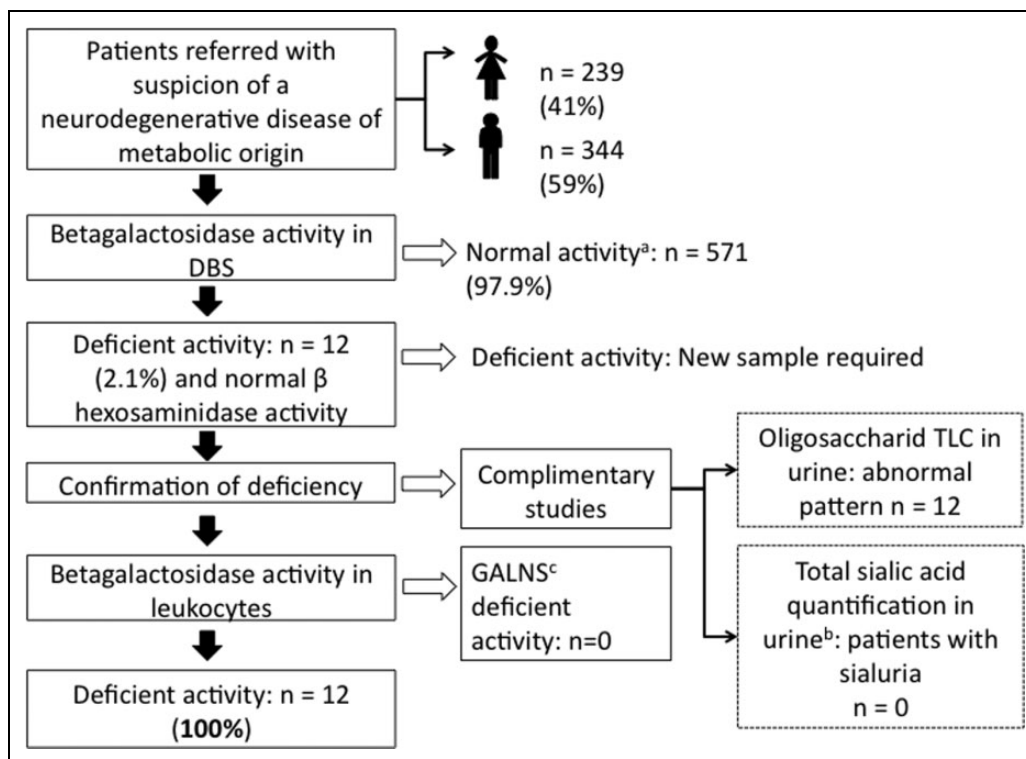 Patients referred with
suspicion of a
neurodegenerative disease of
metabolic origin
n = 239
(41%)
n = 344
(59%)
Betagalactosidase activity in
DBS
Normal activityᵃ: n = 571
(97.9%)
Deficient activity: n = 12
(2.1%) and normal β
hexosaminidase activity
Deficient activity: New sample required
Confirmation of deficiency
Complimentary
studies
Oligosaccharid TLC in
urine: abnormal
pattern n = 12
Betagalactosidase activity in
leukocytes
GALNSᶜ
deficient
activity: n=0
Total sialic acid
quantification in
urineᵇ: patients with
sialuria
n = 0
Deficient activity: n = 12
(100%)